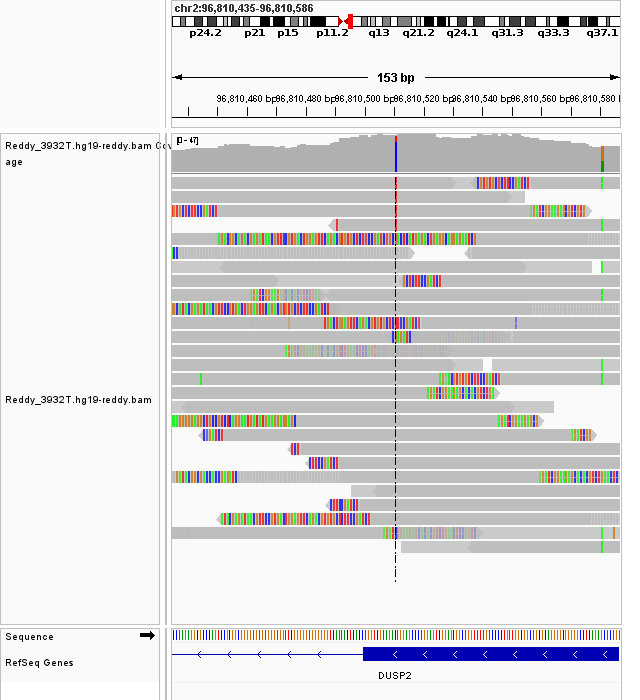 chr2:96,810,435-96,810,586
p24.2 p21 p15 p11.2 q13 q21.2 q24.1 q31.3 q33.3 q37.1
153 bp
96,810,460 bp 96,810,480 bp 96,810,500 bp 96,810,520 bp 96,810,540 bp 96,810,560 bp 96,810,580 b
Reddy_3932T.hg19-reddy.bam Cov
age
[0 - 47]
Reddy_3932T.hg19-reddy.bam
Sequence
RefSeq Genes
DUSP2